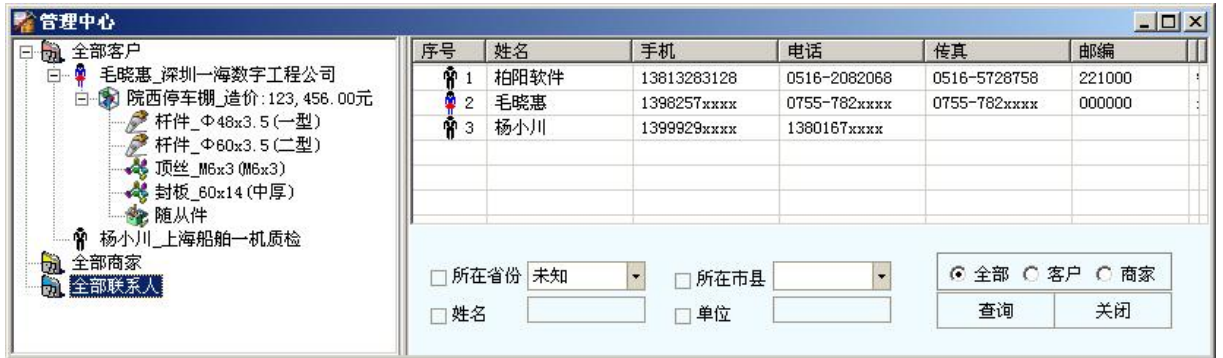 管理中心
全部客户
毛晓惠_深圳一海数字工程公司
院西停车棚_造价:123,456.00元
杆件_Φ48x3.5(一型)
杆件_Φ60x3.5(二型)
顶丝_M6x3(M6x3)
封板_60x14(中厚)
随从件
杨小川_上海船舶一机质检
全部商家
全部联系人
序号 姓名 手机 电话 传真 邮编
1 柏阳软件 13813283128 0516-2082068 0516-5728758 221000
2 毛晓惠 1398257xxxx 0755-782xxxx 0755-782xxxx 000000
3 杨小川 1399929xxxx 1380167xxxx
所在省份 未知 所在市县 全部 客户 商家
姓名 单位 查询 关闭